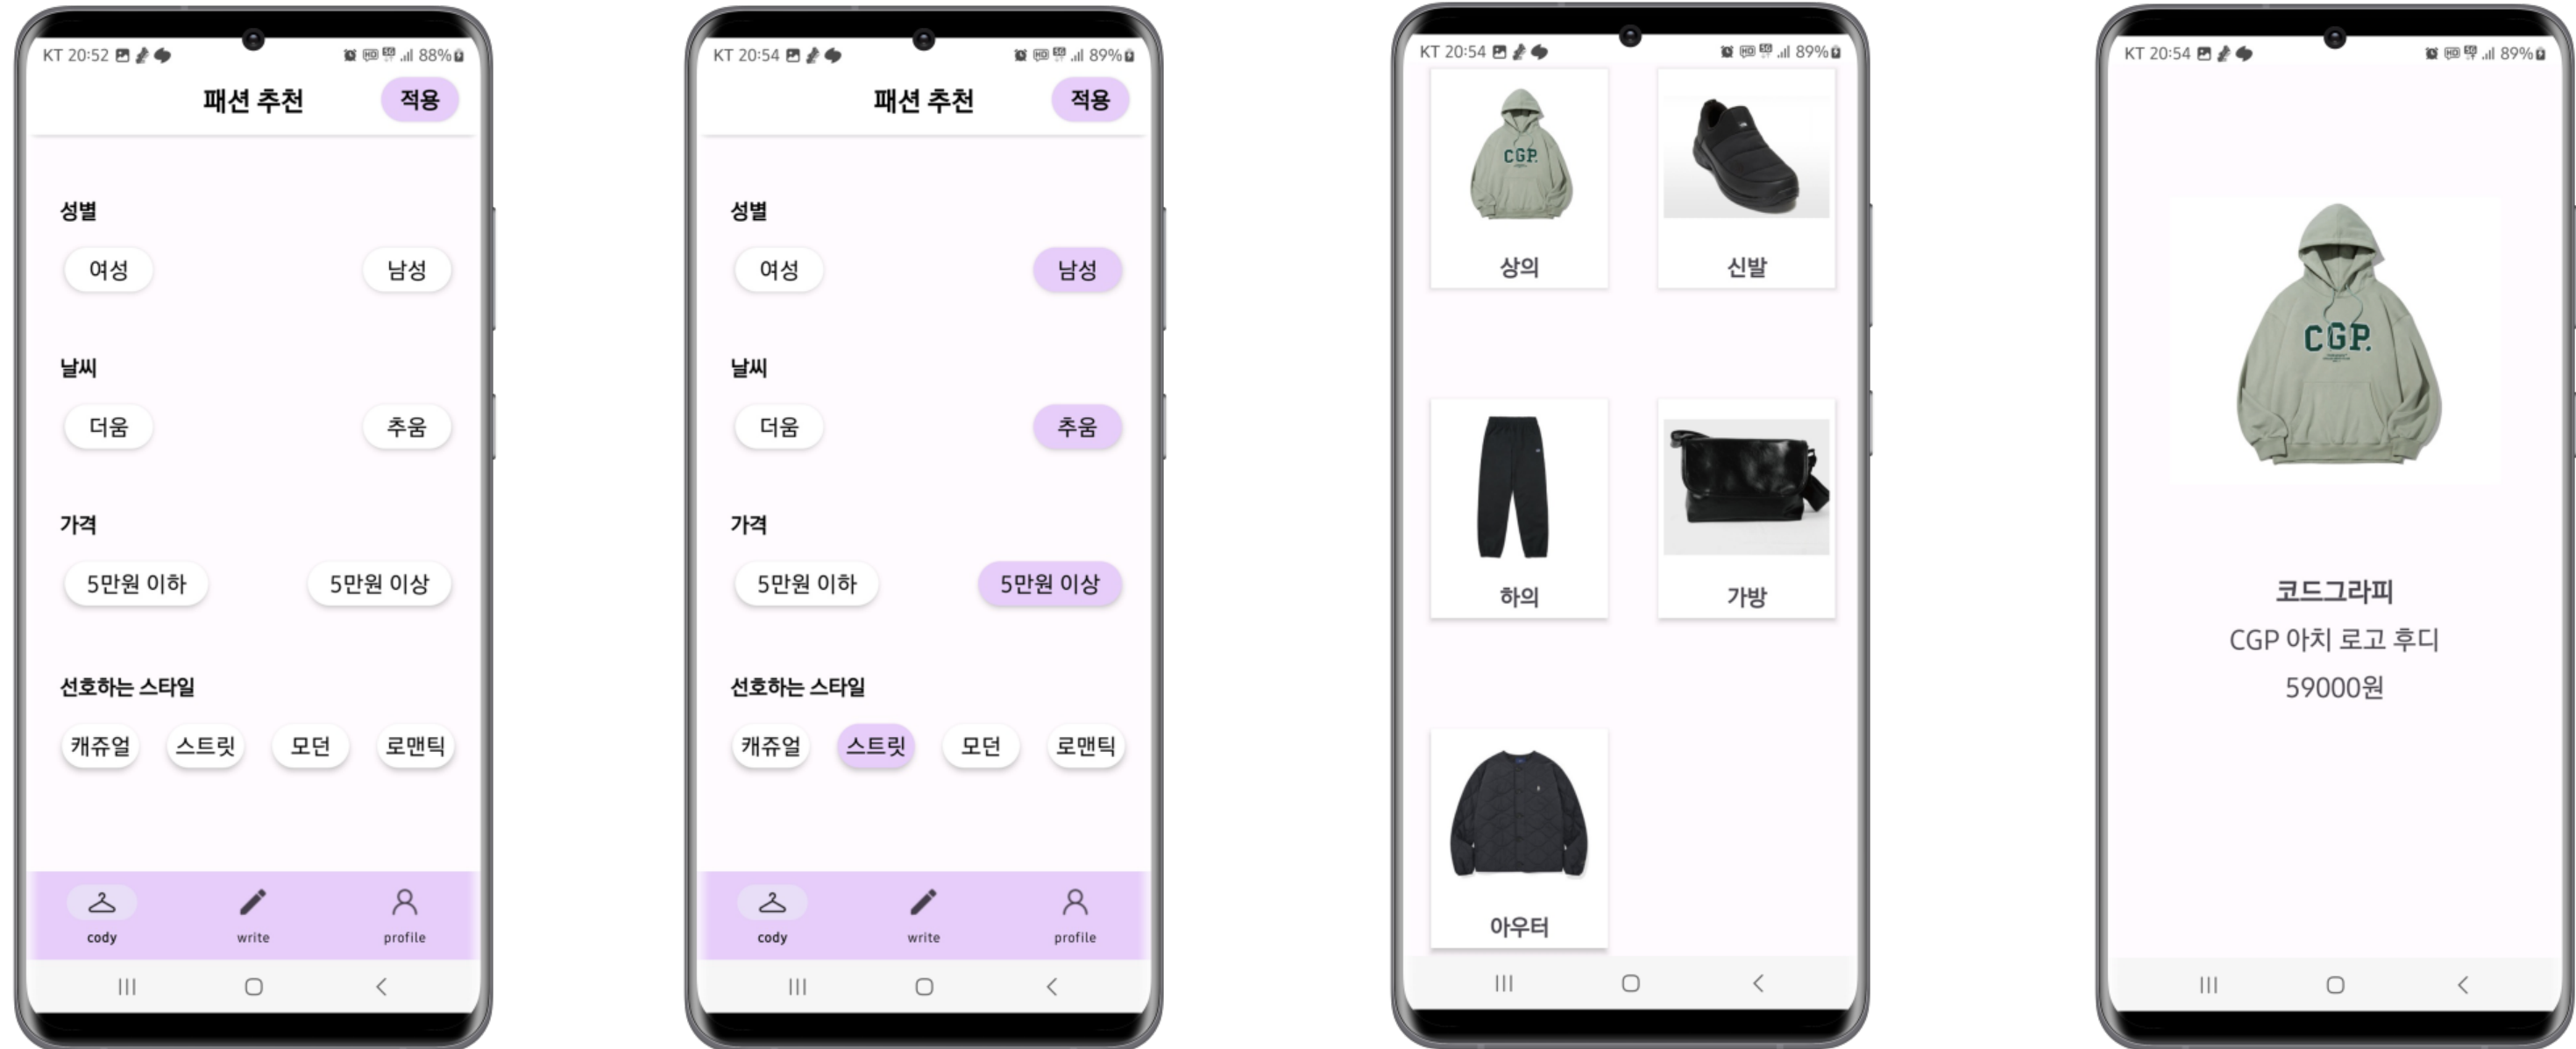 KT 20:52 88%
패션 추천 적용
성별
여성 남성
날씨
더움 추움
가격
5만원 이하 5만원 이상
선호하는 스타일
캐쥬얼 스트릿 모던 로맨틱
cody write profile
KT 20:54 89%
패션 추천 적용
성별
여성 남성
날씨
더움 추움
가격
5만원 이하 5만원 이상
선호하는 스타일
캐쥬얼 스트릿 모던 로맨틱
cody write profile
KT 20:54 89%
CGP.
상의 신발
하의 가방
아우터
KT 20:54 89%
CGP.
코드그라피
CGP 아치 로고 후디
59000원